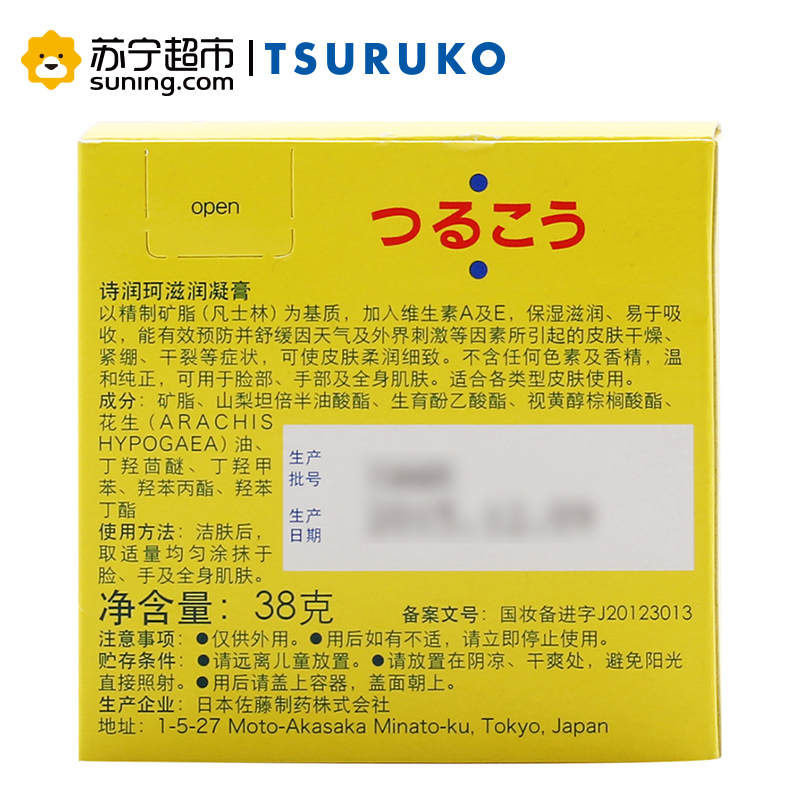 苏宁超市
suning.com
TSURUKO
open
つるこう
诗润珂滋润凝膏
以精制矿脂（凡士林）为基质，加入维生素A及E，保湿滋润、易于吸
收，能有效预防并舒缓因天气及外界刺激等因素所引起的皮肤干燥、
紧绷、干裂等症状，可使皮肤柔润细致。不含任何色素及香精，温
和纯正，可用于脸部、手部及全身肌肤。适合各类型皮肤使用。
成分：矿脂、山梨坦倍半油酸酯、生育酚乙酸酯、视黄醇棕榈酸酯、
花生（ARACHIS
HYPOGAEA）油、
丁羟茴醚、丁羟甲
苯、羟苯丙酯、羟苯
丁酯
生产
批号
生产
日期
使用方法：洁肤后，
取适量均匀涂抹于
脸、手及全身肌肤。
净含量：38克
备案文号：国妆备进字J20123013
注意事项：●仅供外用。●用后如有不适，请立即停止使用。
贮存条件：●请远离儿童放置。●请放置在阴凉、干爽处，避免阳光
直接照射。●用后请盖上容器，盖面朝上。
生产企业：日本佐藤制药株式会社
地址：1-5-27 Moto-Akasaka Minato-ku, Tokyo, Japan